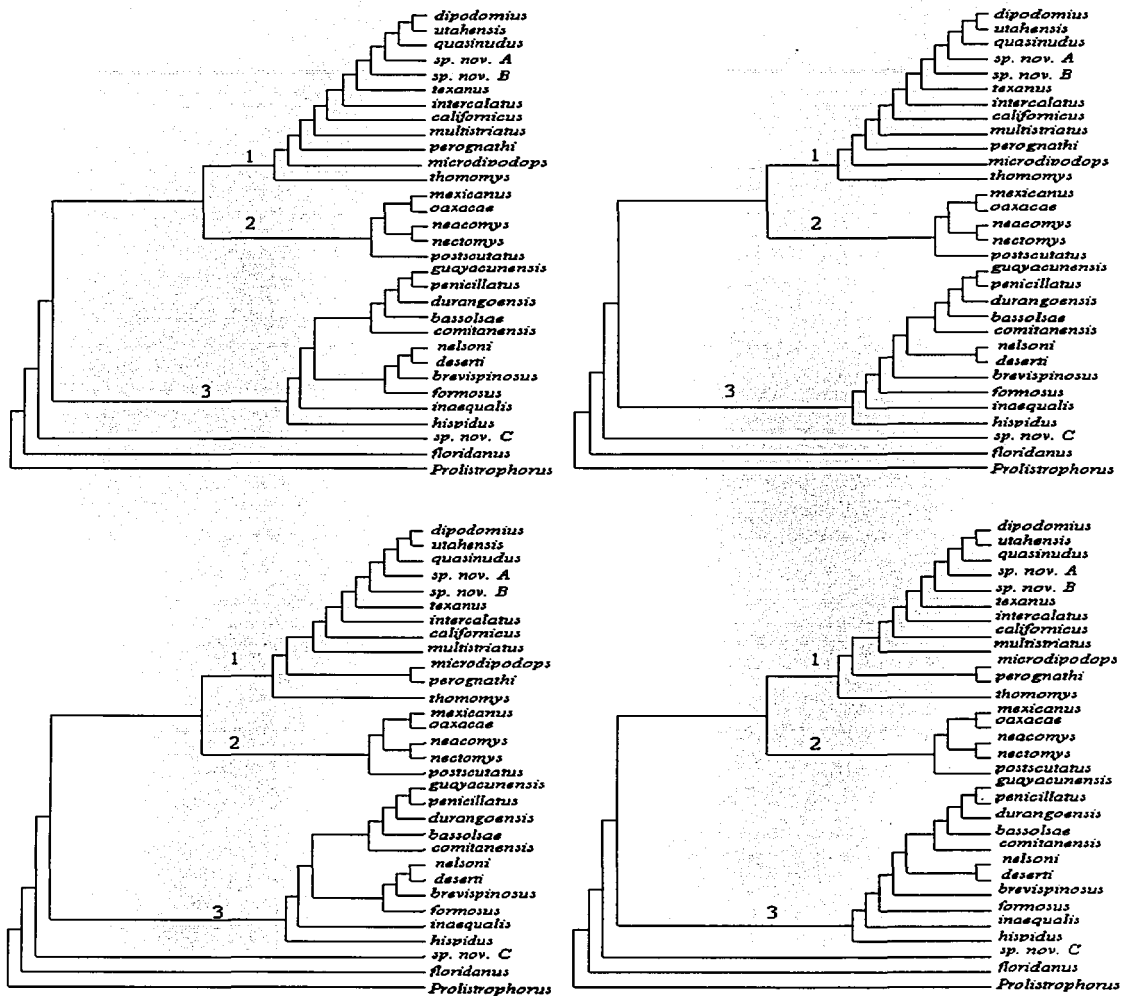 dipodomius
utahensis
quasinudus
sp. nov. A
sp. nov. B
texanus
intercalatus
californicus
multistriatus
perognathi
1
microdipodops
thomomys
mexicanus
oaxacae
2
neacomys
nectomys
postscutatus
guayacunensis
penicillatus
durangoensis
bassolsae
comitanensis
nelsoni
deserti
brevispinosus
3
formosus
inaequalis
hispidus
sp. nov. C
floridanus
Prolistrophorus
dipodomius
utahensis
quasinudus
sp. nov. A
sp. nov. B
texanus
intercalatus
californicus
multistriatus
perognathi
1
microdipodops
thomomys
mexicanus
oaxacae
2
neacomys
nectomys
postscutatus
guayacunensis
penicillatus
durangoensis
bassolsae
comitanensis
nelsoni
deserti
brevispinosus
3
formosus
inaequalis
hispidus
sp. nov. C
floridanus
Prolistrophorus
dipodomius
utahensis
quasinudus
sp. nov. A
sp. nov. B
texanus
intercalatus
californicus
multistriatus
1
microdipodops
perognathi
thomomys
mexicanus
oaxacae
2
neacomys
nectomys
postscutatus
guayacunensis
penicillatus
durangoensis
bassolsae
comitanensis
nelsoni
deserti
brevispinosus
3
formosus
inaequalis
hispidus
sp. nov. C
floridanus
Prolistrophorus
dipodomius
utahensis
quasinudus
sp. nov. A
sp. nov. B
texanus
intercalatus
californicus
multistriatus
1
microdipodops
perognathi
thomomys
mexicanus
oaxacae
2
neacomys
nectomys
postscutatus
guayacunensis
penicillatus
durangoensis
bassolsae
comitanensis
nelsoni
deserti
brevispinosus
3
formosus
inaequalis
hispidus
sp. nov. C
floridanus
Prolistrophorus